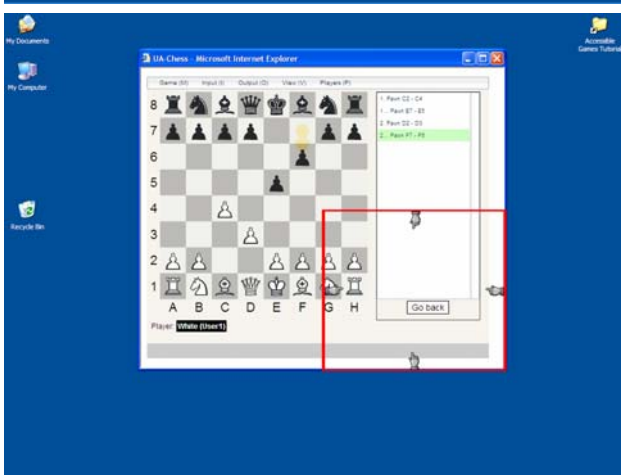 My Documents
Accessible
Games Tutorial
UA-Chess - Microsoft Internet Explorer
My Computer
Game (M) Input (I) Output (O) View (V) Players (P)
8
1. Pawn C2 - C4
1... Pawn E7 - E5
2. Pawn D2 - D3
7
2... Pawn F7 - F6
6
5
4
Recycle Bin
3
2
1
A B C D E F G H
Go back
Player: White (User1)